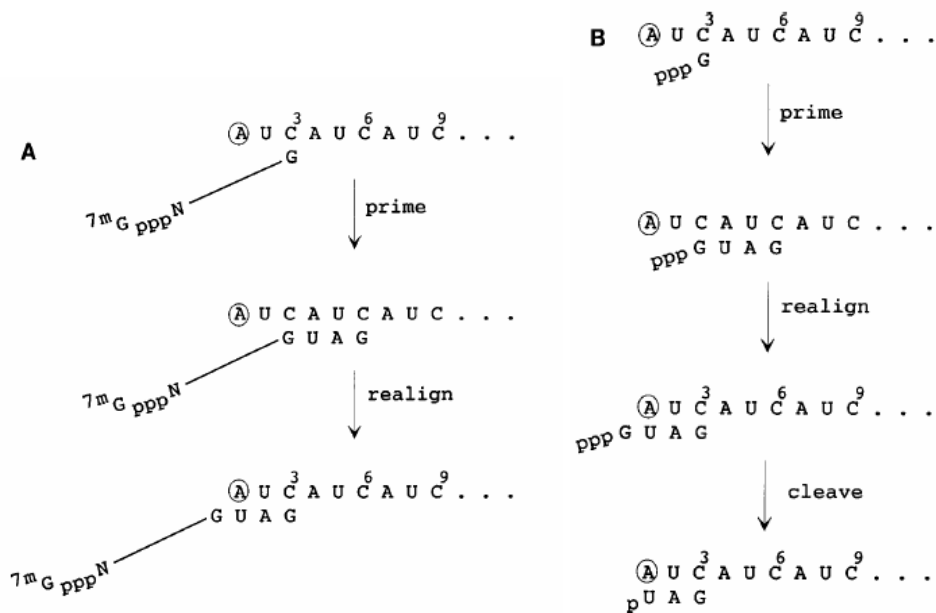 A
3 6 9
A U C A U C A U C . . .
G
7m G ppp N
prime
A U C A U C A U C . . .
G U A G
7m G ppp N
realign
3 6 9
A U C A U C A U C . . .
G U A G
7m G ppp N
B
3 6 9
A U C A U C A U C . . .
ppp G
prime
A U C A U C A U C . . .
ppp G U A G
realign
3 6 9
A U C A U C A U C . . .
ppp G U A G
cleave
3 6 9
A U C A U C A U C . . .
p U A G